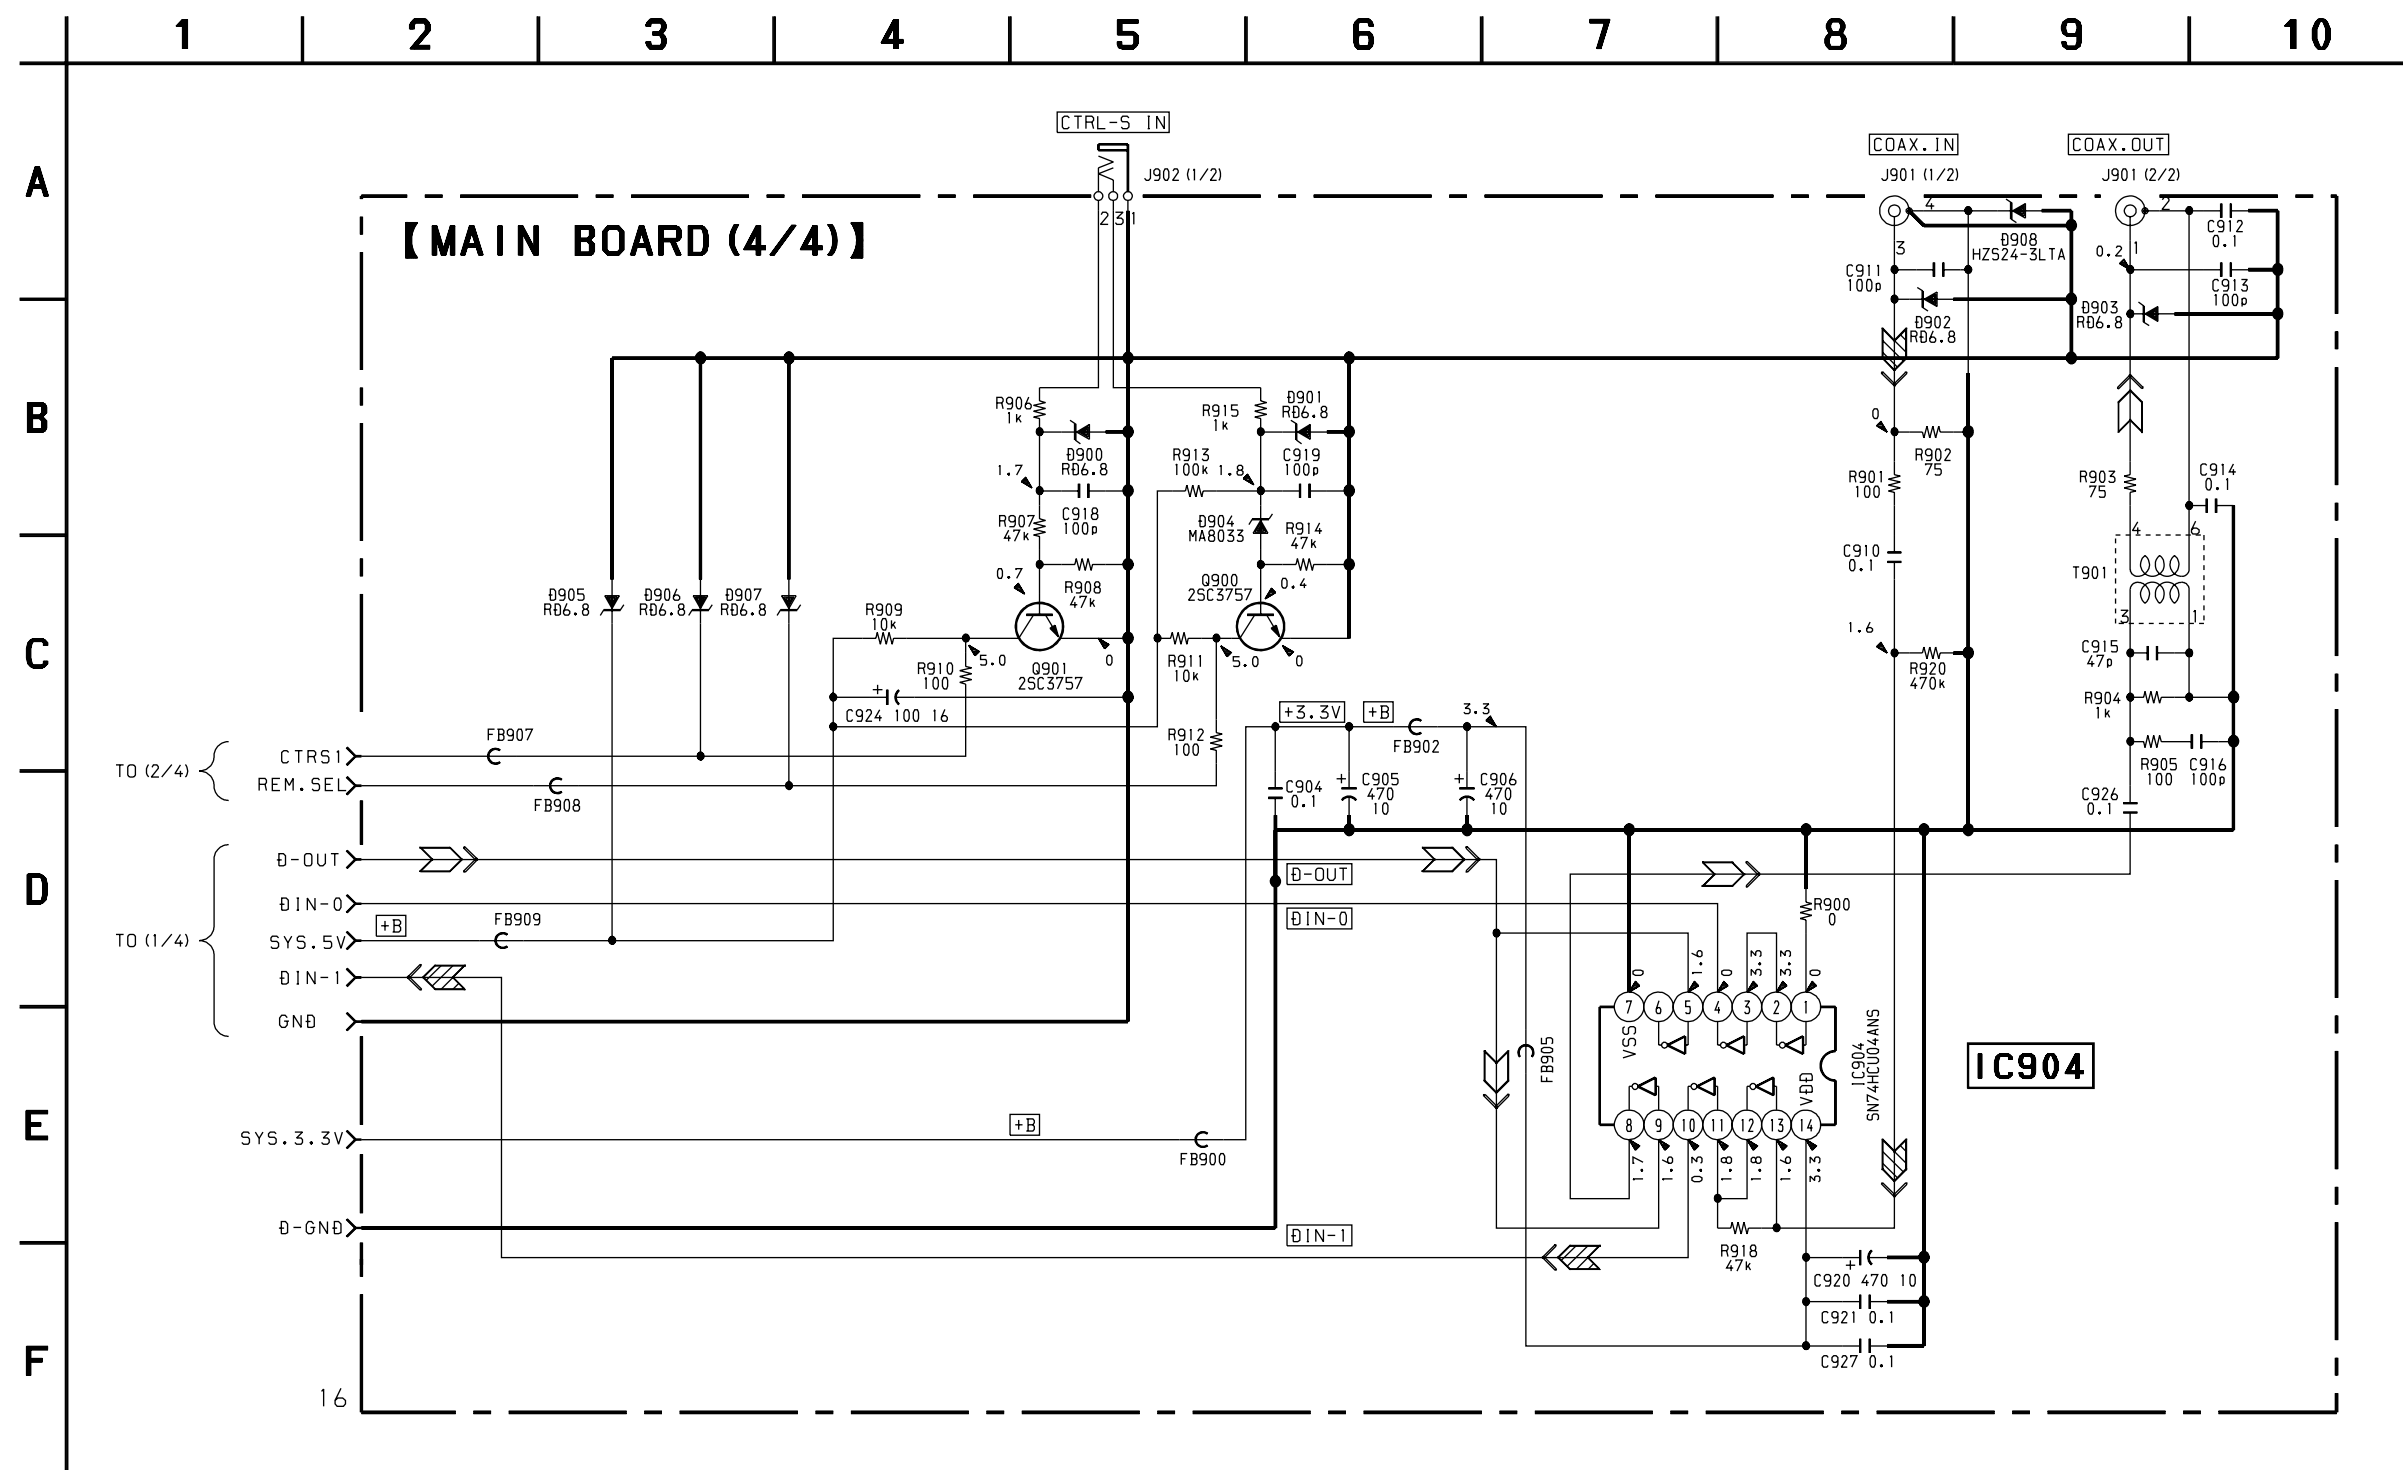 1 2 3 4 5 6 7 8 9 10
A
B
C
D
E
F
CTRL-S IN
J902 (1/2)
2 3 1
COAX.IN
J901 (1/2)
COAX.OUT
J901 (2/2)
【MAIN BOARD (4/4)】
4
3
D908
HZS24-3LTA
C911
100p
D902
RD6.8
2
1
0.2
C912
0.1
C913
100p
D903
RD6.8
R906
1k
D900
RD6.8
1.7
C918
100p
R907
47k
0.7
R908
47k
R915
1k
D901
RD6.8
R913
100k
1.8
C919
100p
D904
MA8033
R914
47k
Q900
2SC3757
0.4
0
R902
75
R901
100
C910
0.1
1.6
R920
470k
R903
75
C914
0.1
4
6
T901
3
1
C915
47p
R904
1k
R905
100
C916
100p
C926
0.1
D905
RD6.8
D906
RD6.8
D907
RD6.8
R909
10k
R910
100
5.0
Q901
2SC3757
0
C924 100 16
R911
10k
5.0
0
R912
100
+3.3V
+B
3.3
FB902
C904
0.1
C905
470
10
C906
470
10
TO (2/4)
CTRS1
FB907
REM.SEL
FB908
TO (1/4)
D-OUT
D-OUT
DIN-0
DIN-0
+B
FB909
SYS.5V
DIN-1
GND
SYS.3.3V
+B
FB900
D-GND
DIN-1
R900
0
0
1.6
0
3.3
3.3
0
7 6 5 4 3 2 1
VSS
VDD
IC904
SN74HCU04ANS
FB905
8 9 10 11 12 13 14
1.7
1.6
0.3
1.8
1.8
1.6
3.3
IC904
R918
47k
C920 470 10
C921 0.1
C927 0.1
16